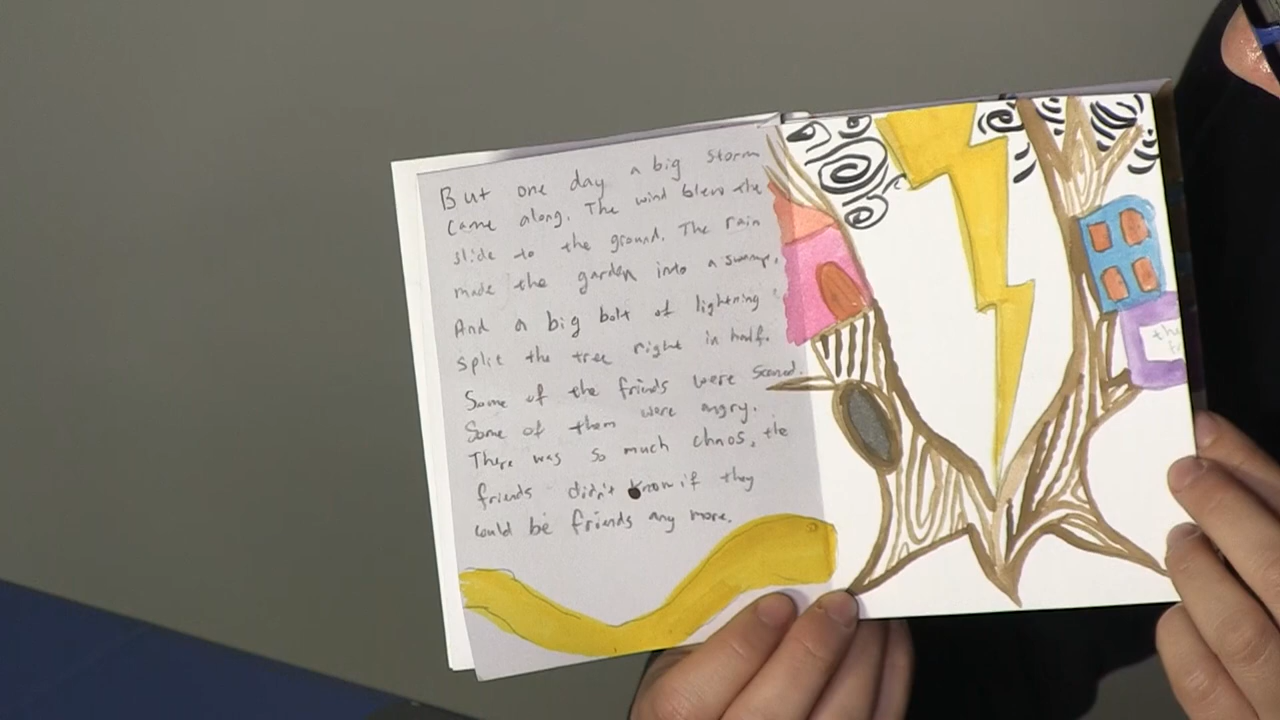 But one day a big storm
came along. The wind blew the
slide to the ground. The rain
made the garden into a swamp.
And a big bolt of lightning
split the tree right in half.
Some of the friends were scared.
Some of them were angry.
There was so much chaos, the
friends didn't know if they
could be friends any more.